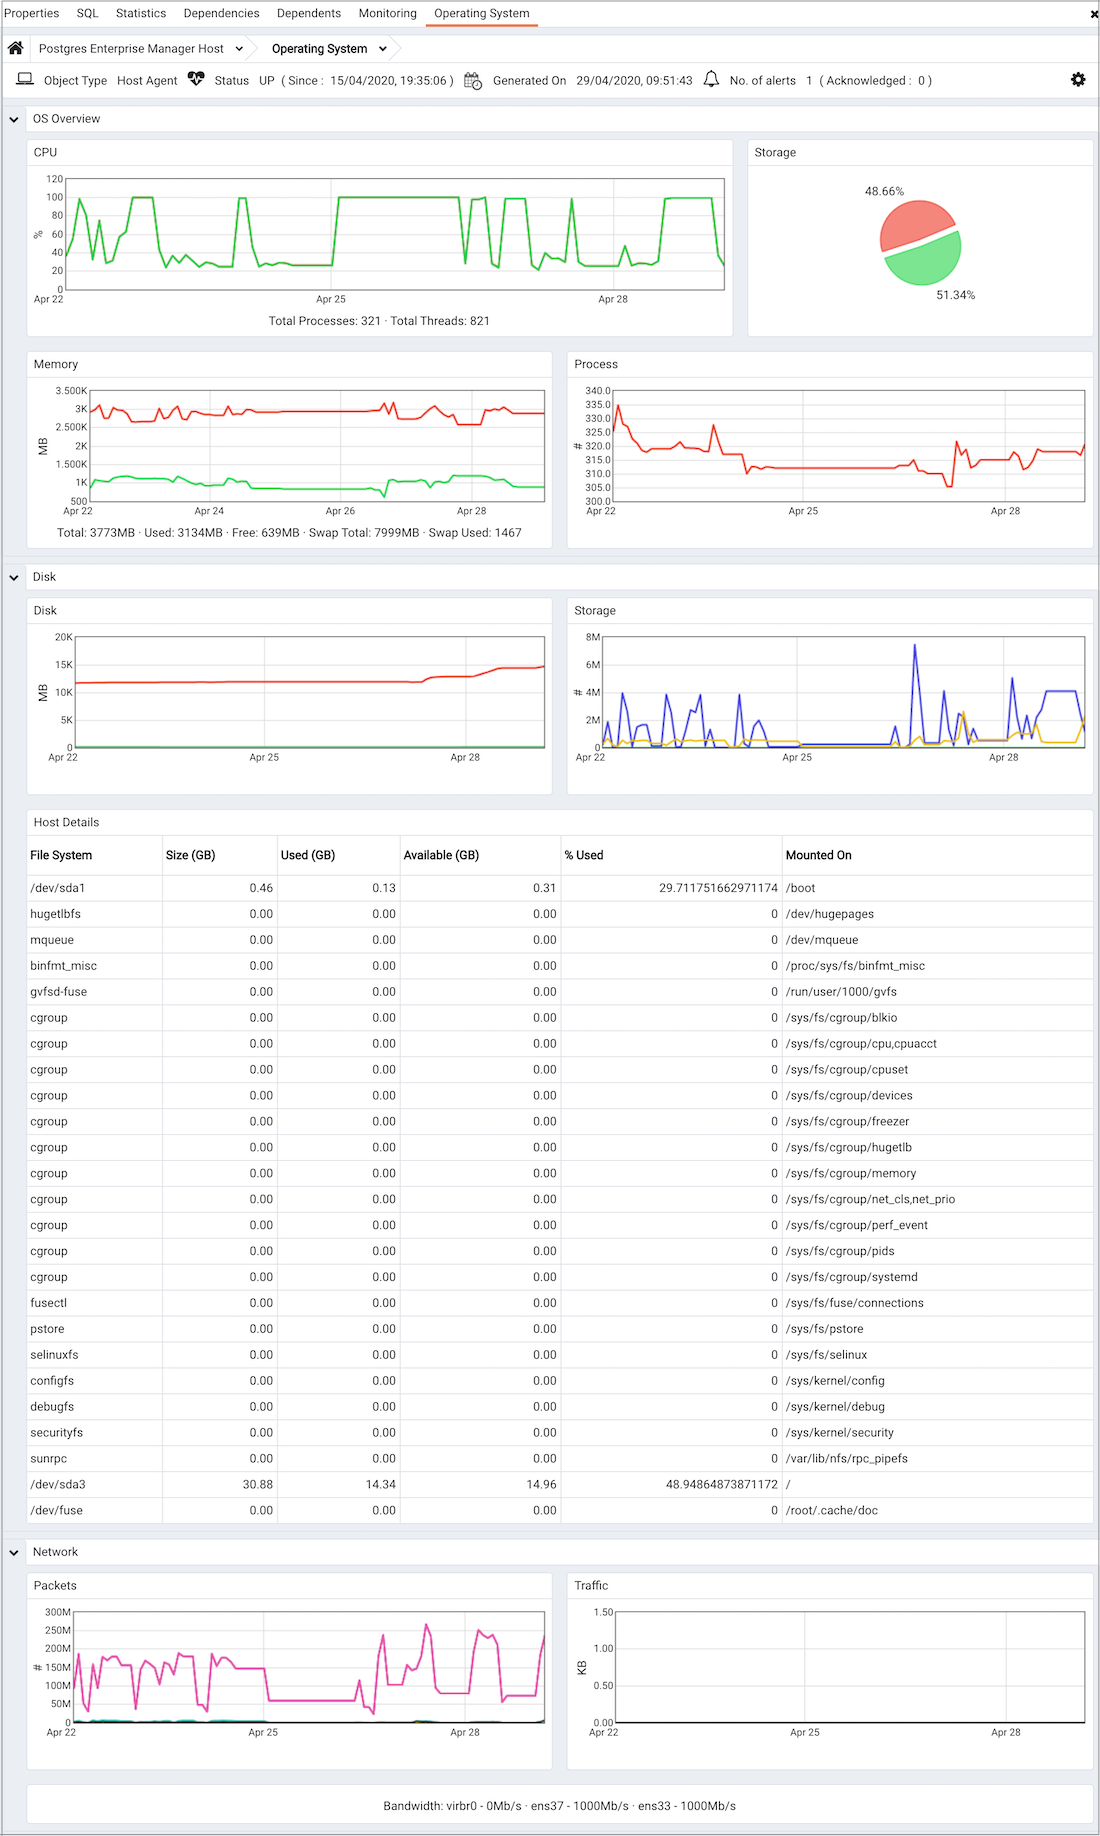 Properties SQL Statistics Dependencies Dependents Monitoring Operating System
Postgres Enterprise Manager Host Operating System
Object Type Host Agent Status UP ( Since : 15/04/2020, 19:35:06 ) Generated On 29/04/2020, 09:51:43 No. of alerts 1 ( Acknowledged : 0 )
OS Overview
CPU
120
100
80
60
40
20
0
%
Apr 22 Apr 25 Apr 28
Total Processes: 321 · Total Threads: 821
Storage
48.66%
51.34%
Memory
3.500K
3K
2.500K
2K
1.500K
1K
500
MB
Apr 22 Apr 24 Apr 26 Apr 28
Total: 3773MB · Used: 3134MB · Free: 639MB · Swap Total: 7999MB · Swap Used: 1467
Process
340.0
335.0
330.0
325.0
320.0
315.0
310.0
305.0
300.0
#
Apr 22 Apr 25 Apr 28
Disk
Disk
20K
15K
10K
5K
0
MB
Apr 22 Apr 25 Apr 28
Storage
8M
6M
4M
2M
0
#
Apr 22 Apr 25 Apr 28
Host Details
File System Size (GB) Used (GB) Available (GB) % Used Mounted On
/dev/sda1 0.46 0.13 0.31 29.711751662971174 /boot
hugetlbfs 0.00 0.00 0.00 0 /dev/hugepages
mqueue 0.00 0.00 0.00 0 /dev/mqueue
binfmt_misc 0.00 0.00 0.00 0 /proc/sys/fs/binfmt_misc
gvfsd-fuse 0.00 0.00 0.00 0 /run/user/1000/gvfs
cgroup 0.00 0.00 0.00 0 /sys/fs/cgroup/blkio
cgroup 0.00 0.00 0.00 0 /sys/fs/cgroup/cpu,cpuacct
cgroup 0.00 0.00 0.00 0 /sys/fs/cgroup/cpuset
cgroup 0.00 0.00 0.00 0 /sys/fs/cgroup/devices
cgroup 0.00 0.00 0.00 0 /sys/fs/cgroup/freezer
cgroup 0.00 0.00 0.00 0 /sys/fs/cgroup/hugetlb
cgroup 0.00 0.00 0.00 0 /sys/fs/cgroup/memory
cgroup 0.00 0.00 0.00 0 /sys/fs/cgroup/net_cls,net_prio
cgroup 0.00 0.00 0.00 0 /sys/fs/cgroup/perf_event
cgroup 0.00 0.00 0.00 0 /sys/fs/cgroup/pids
cgroup 0.00 0.00 0.00 0 /sys/fs/cgroup/systemd
fusectl 0.00 0.00 0.00 0 /sys/fs/fuse/connections
pstore 0.00 0.00 0.00 0 /sys/fs/pstore
selinuxfs 0.00 0.00 0.00 0 /sys/fs/selinux
configfs 0.00 0.00 0.00 0 /sys/kernel/config
debugfs 0.00 0.00 0.00 0 /sys/kernel/debug
securityfs 0.00 0.00 0.00 0 /sys/kernel/security
sunrpc 0.00 0.00 0.00 0 /var/lib/nfs/rpc_pipefs
/dev/sda3 30.88 14.34 14.96 48.94864873871172 /
/dev/fuse 0.00 0.00 0.00 0 /root/.cache/doc
Network
Packets
300M
250M
200M
150M
100M
50M
0
#
Apr 22 Apr 25 Apr 28
Traffic
1.50
1.00
0.50
0.00
KB
Apr 22 Apr 25 Apr 28
Bandwidth: virbr0 - 0Mb/s · ens37 - 1000Mb/s · ens33 - 1000Mb/s